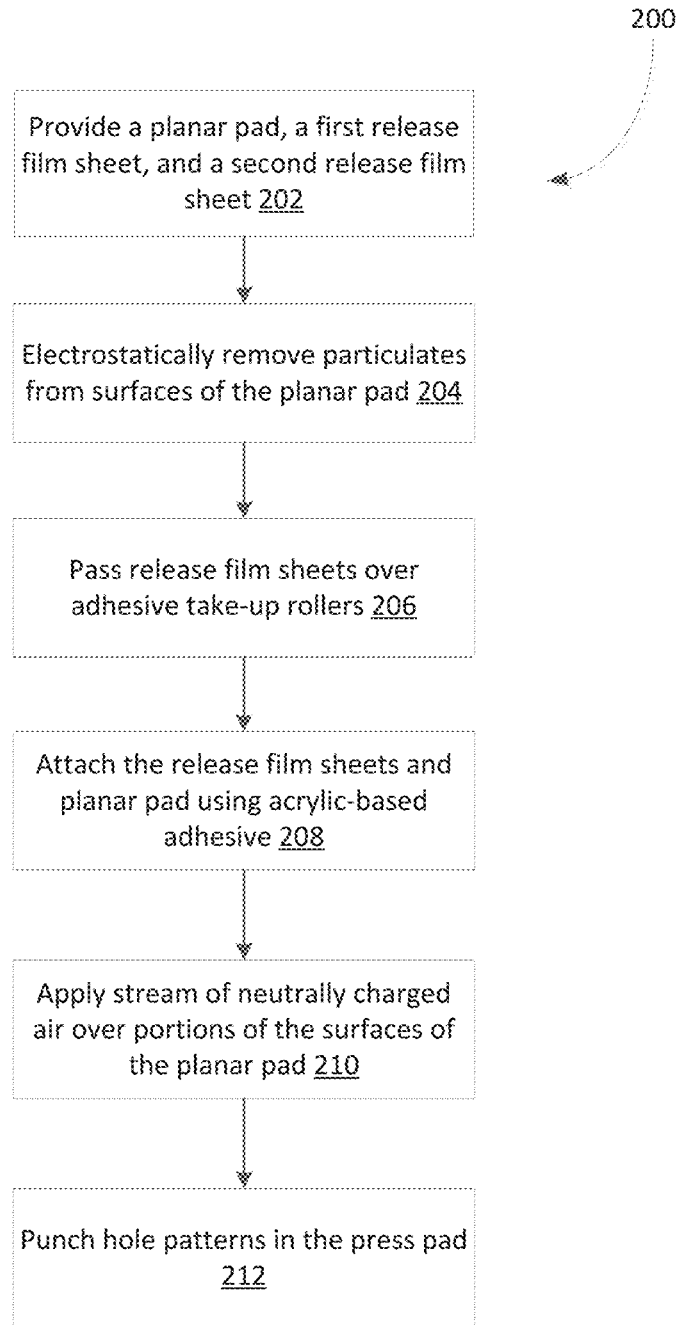 200
Provide a planar pad, a first release
film sheet, and a second release film
sheet 202
Electrostatically remove particulates
from surfaces of the planar pad 204
Pass release film sheets over
adhesive take-up rollers 206
Attach the release film sheets and
planar pad using acrylic-based
adhesive 208
Apply stream of neutrally charged
air over portions of the surfaces of
the planar pad 210
Punch hole patterns in the press pad
212